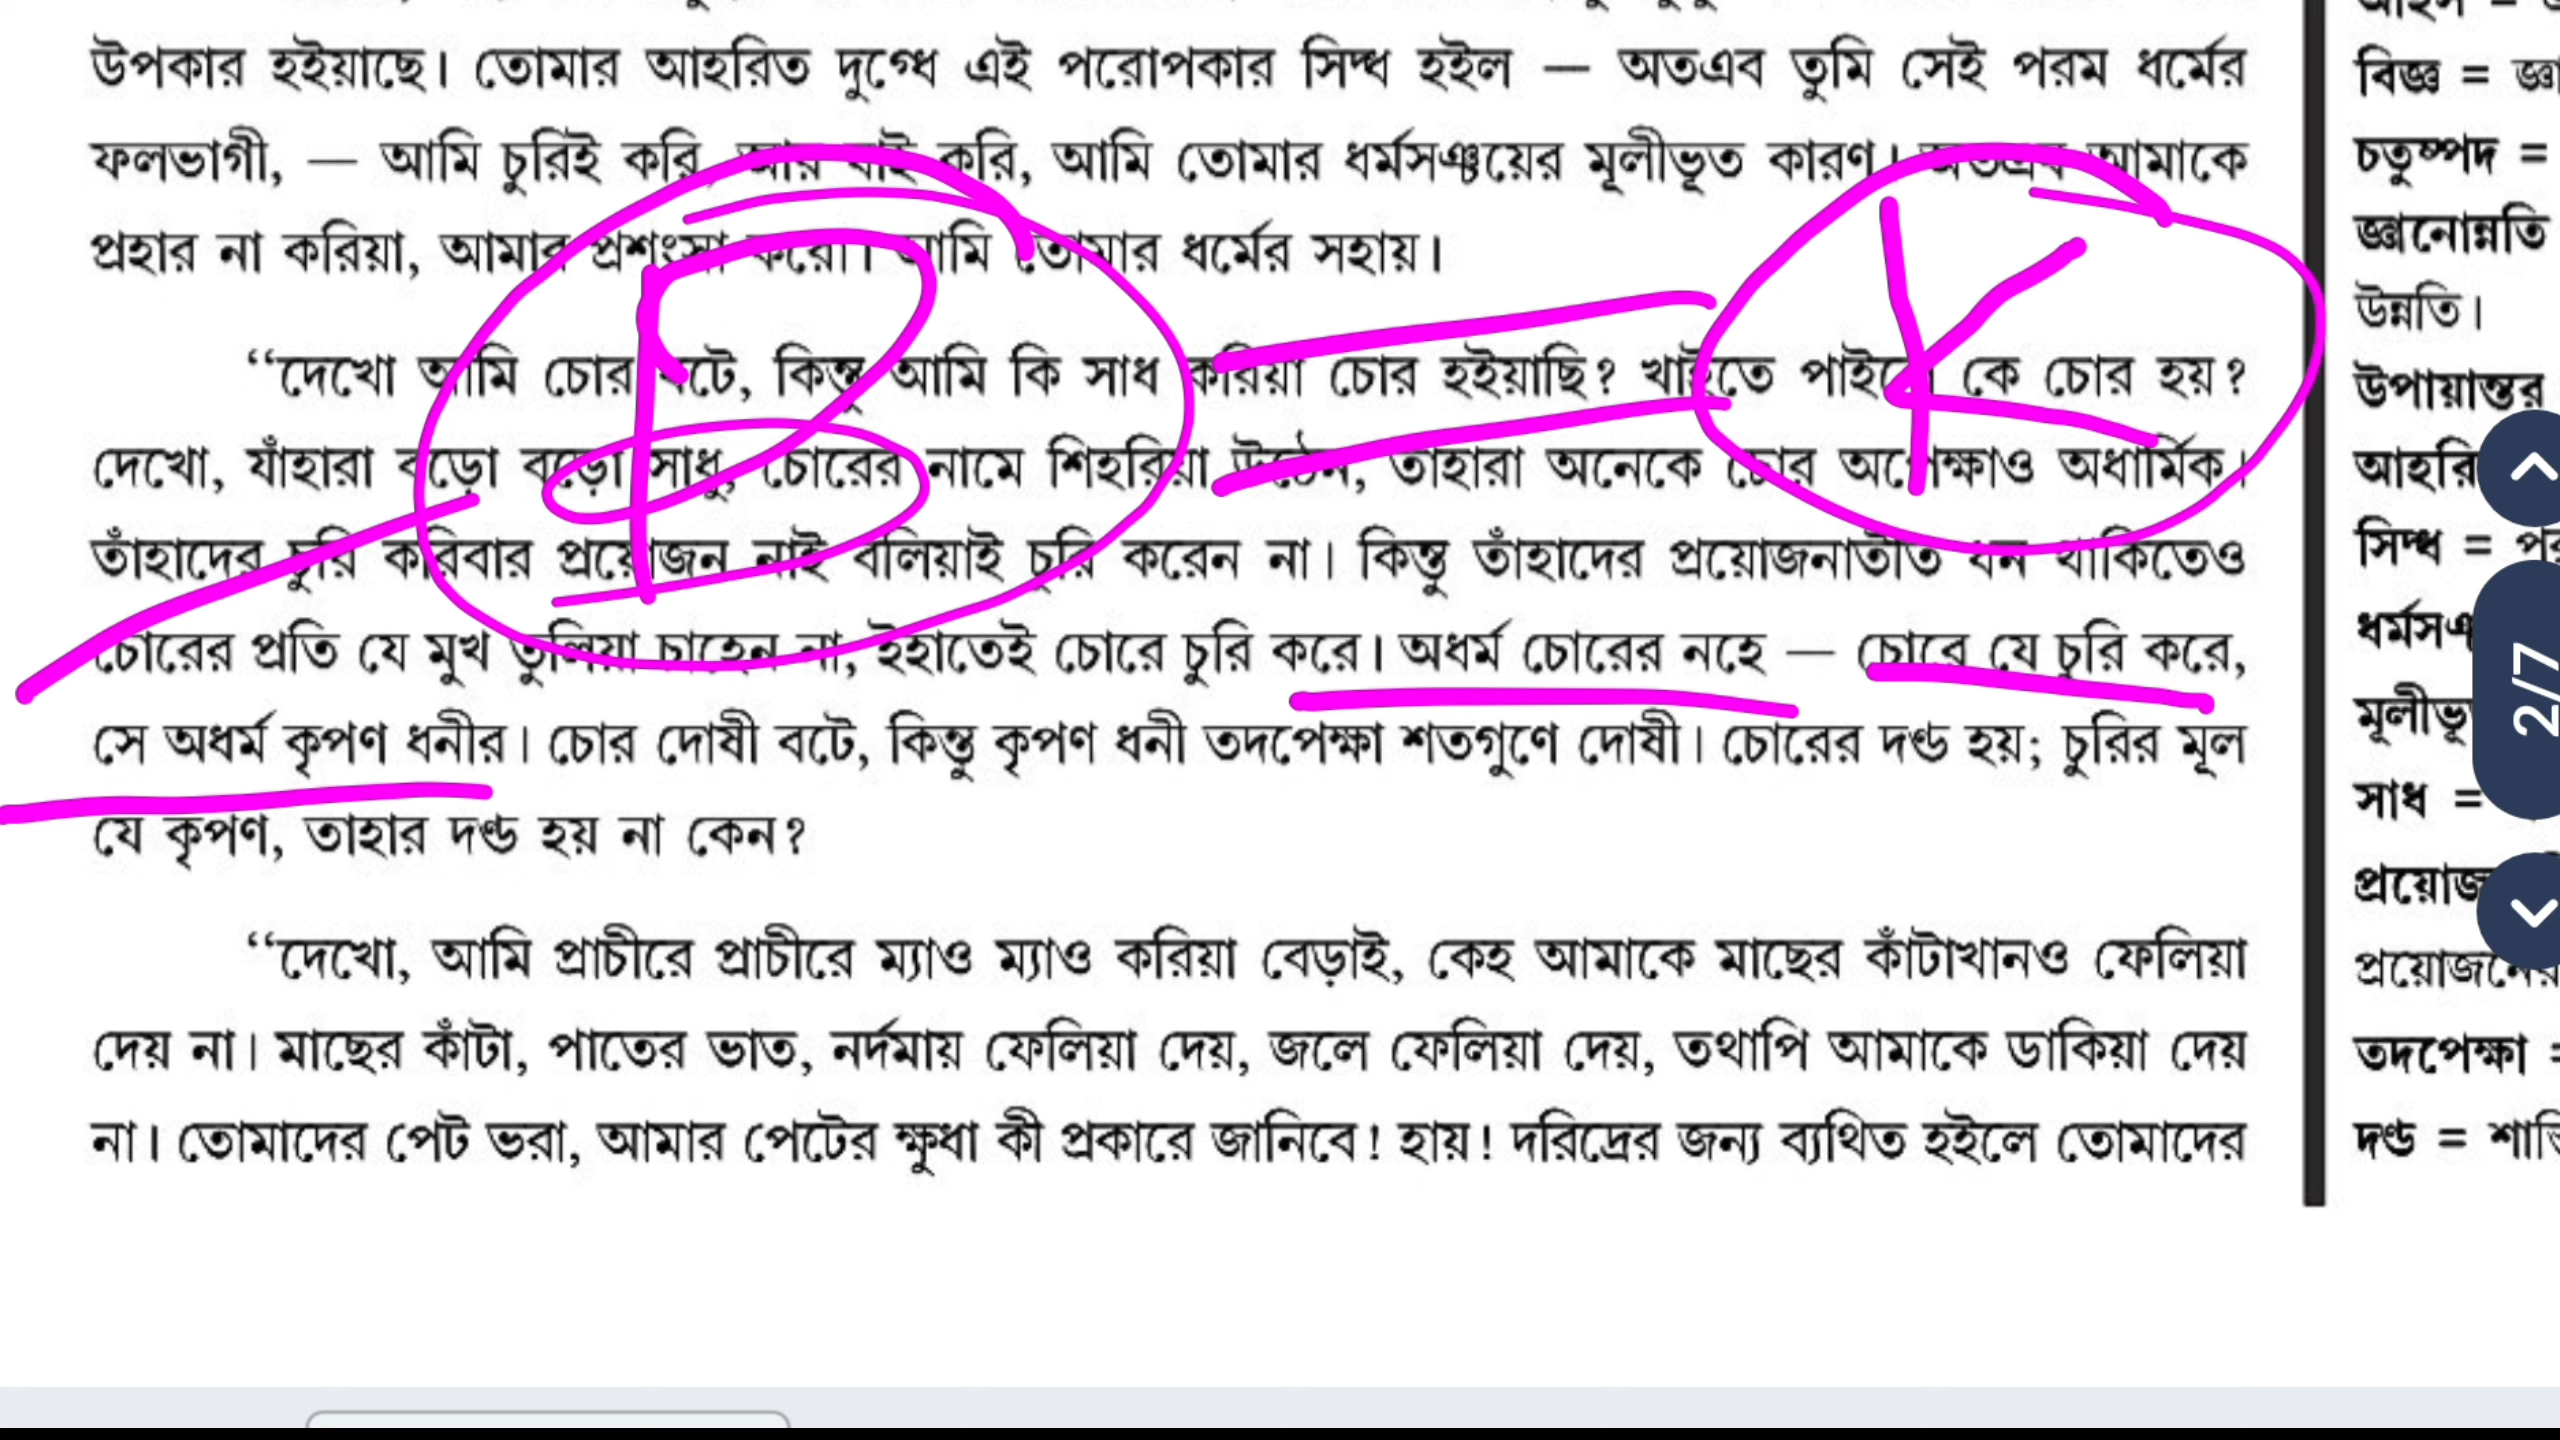 উপকার হইয়াছে। তোমার আহরিত দুগ্ধে এই পরোপকার সিদ্ধ হইল — অতএব তুমি সেই পরম ধর্মের
ফলভাগী, — আমি চুরিই করি, আর যাই করি, আমি তোমার ধর্মসঞ্চয়ের মূলীভূত কারণ। অতএব আমাকে
প্রহার না করিয়া, আমার প্রশংসা করো। আমি তোমার ধর্মের সহায়।
“দেখো আমি চোর বটে, কিন্তু আমি কি সাধ করিয়া চোর হইয়াছি? খাইতে পাইলে কে চোর হয়?
দেখো, যাঁহারা বড়ো বড়ো সাধু, চোরের নামে শিহরিয়া উঠেন, তাহারা অনেকে চোর অপেক্ষাও অধার্মিক।
তাঁহাদের চুরি করিবার প্রয়োজন নাই বলিয়াই চুরি করেন না। কিন্তু তাঁহাদের প্রয়োজনাতীত ধন থাকিতেও
চোরের প্রতি যে মুখ তুলিয়া চাহেন না, ইহাতেই চোরে চুরি করে। অধর্ম চোরের নহে — চোরে যে চুরি করে,
সে অধর্ম কৃপণ ধনীর। চোর দোষী বটে, কিন্তু কৃপণ ধনী তদপেক্ষা শতগুণে দোষী। চোরের দণ্ড হয়; চুরির মূল
যে কৃপণ, তাহার দণ্ড হয় না কেন?
“দেখো, আমি প্রাচীরে প্রাচীরে ম্যাও ম্যাও করিয়া বেড়াই, কেহ আমাকে মাছের কাঁটাখানও ফেলিয়া
দেয় না। মাছের কাঁটা, পাতের ভাত, নর্দমায় ফেলিয়া দেয়, জলে ফেলিয়া দেয়, তথাপি আমাকে ডাকিয়া দেয়
না। তোমাদের পেট ভরা, আমার পেটের ক্ষুধা কী প্রকারে জানিবে! হায়! দরিদ্রের জন্য ব্যথিত হইলে তোমাদের
B
K
বিজ্ঞ =
চতুষ্পদ =
জ্ঞানোন্নতি
উন্নতি।
উপায়ান্তর
সিদ্ধ =
সাধ =
তদপেক্ষা =
দণ্ড =
2/7